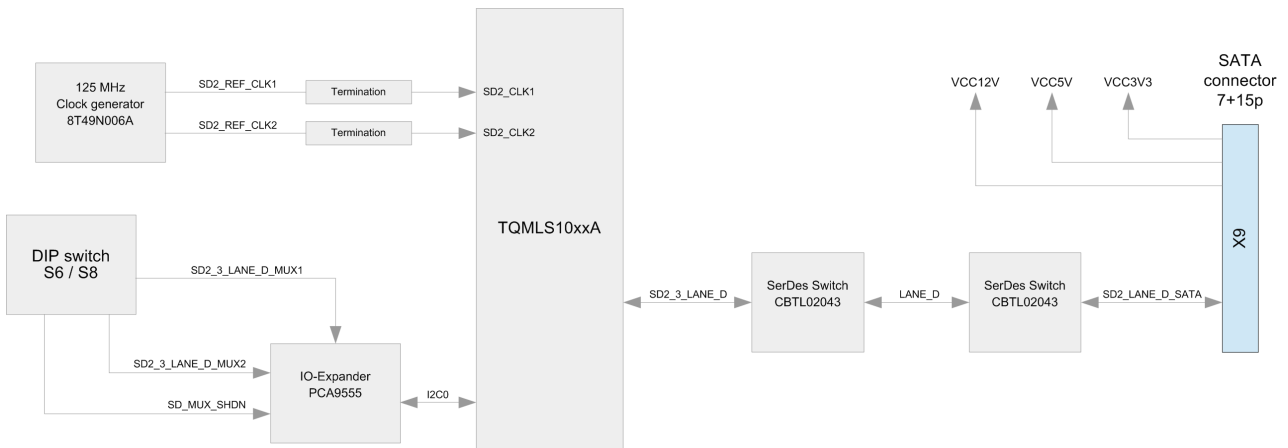 125 MHz
Clock generator
8T49N006A
SD2_REF_CLK1
Termination
SD2_CLK1
SD2_REF_CLK2
Termination
SD2_CLK2
TQMLS10xxA
VCC12V
VCC5V
VCC3V3
SATA
connector
7+15p
X9
DIP switch
S6 / S8
SD2_3_LANE_D_MUX1
SD2_3_LANE_D_MUX2
SD_MUX_SHDN
IO-Expander
PCA9555
I2C0
SD2_3_LANE_D
SerDes Switch
CBTL02043
LANE_D
SerDes Switch
CBTL02043
SD2_LANE_D_SATA